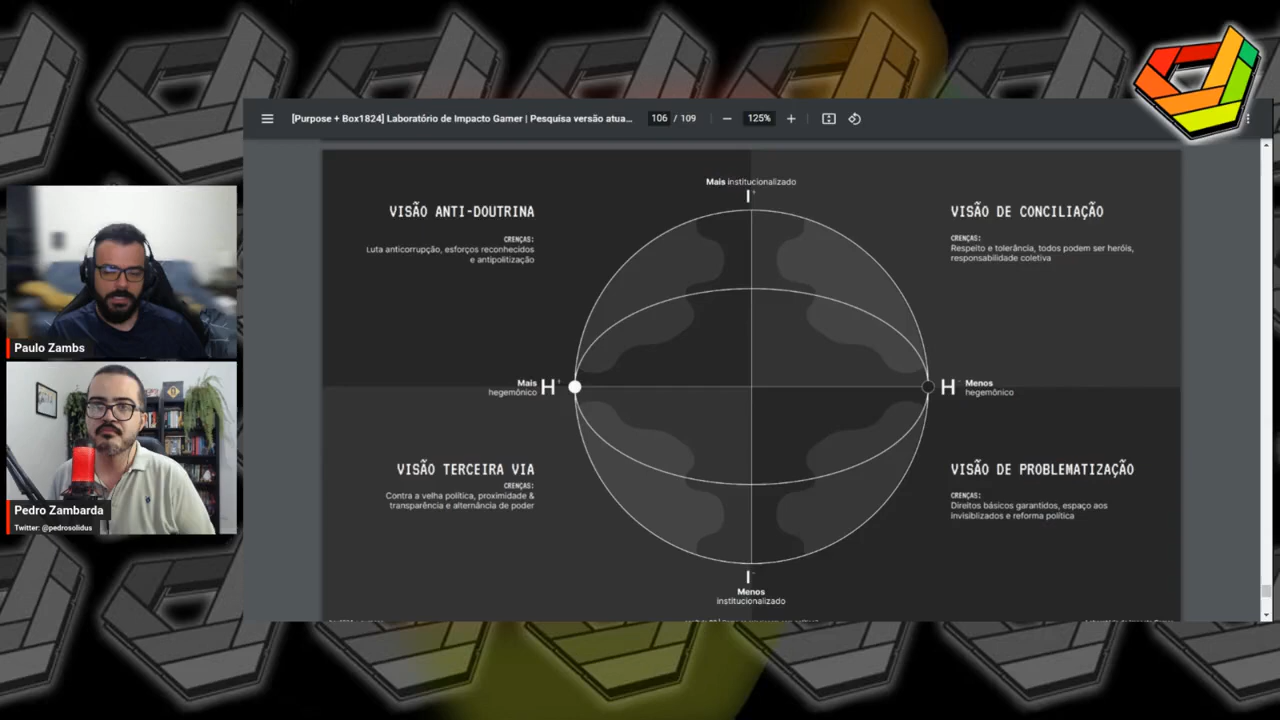 [Purpose + Box1824] Laboratório de Impacto Gamer | Pesquisa versão atua...
106 / 109
125%
Mais institucionalizado
I+
VISÃO ANTI-DOUTRINA
CRENÇAS:
Luta anticorrupção, esforços reconhecidos
e antipolitização
VISÃO DE CONCILIAÇÃO
CRENÇAS:
Respeito e tolerância, todos podem ser heróis,
responsabilidade coletiva
Mais
hegemônico
H+
H-
Menos
hegemônico
VISÃO TERCEIRA VIA
CRENÇAS:
Contra a velha política, proximidade &
transparência e alternância de poder
VISÃO DE PROBLEMATIZAÇÃO
CRENÇAS:
Direitos básicos garantidos, espaço aos
invisiblizados e reforma política
I-
Menos
institucionalizado
Paulo Zambs
Pedro Zambarda
Twitter: @pedrosolidus